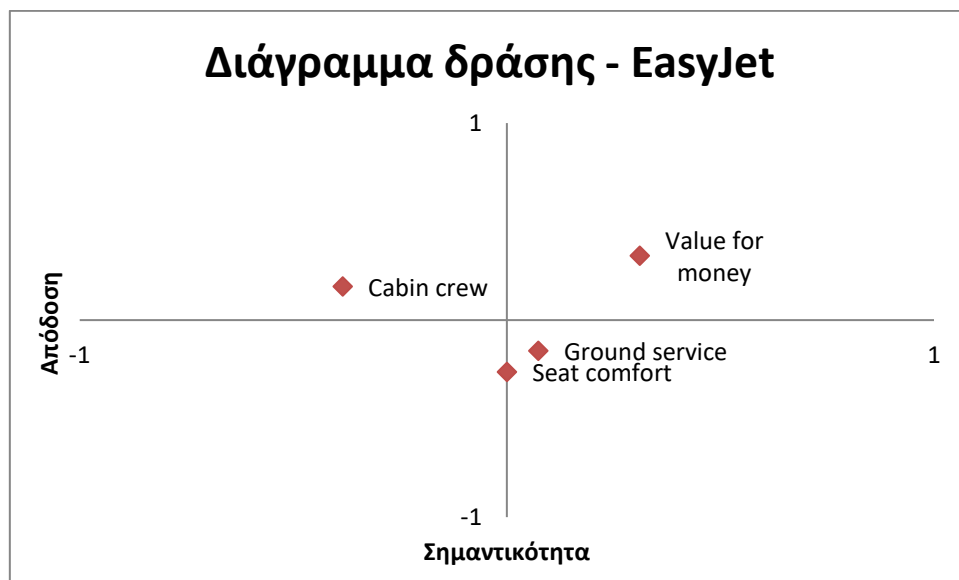 Διάγραμμα δράσης - EasyJet
1
Value for
money
Cabin crew
Απόδοση
-1
1
Ground service
Seat comfort
-1
Σημαντικότητα